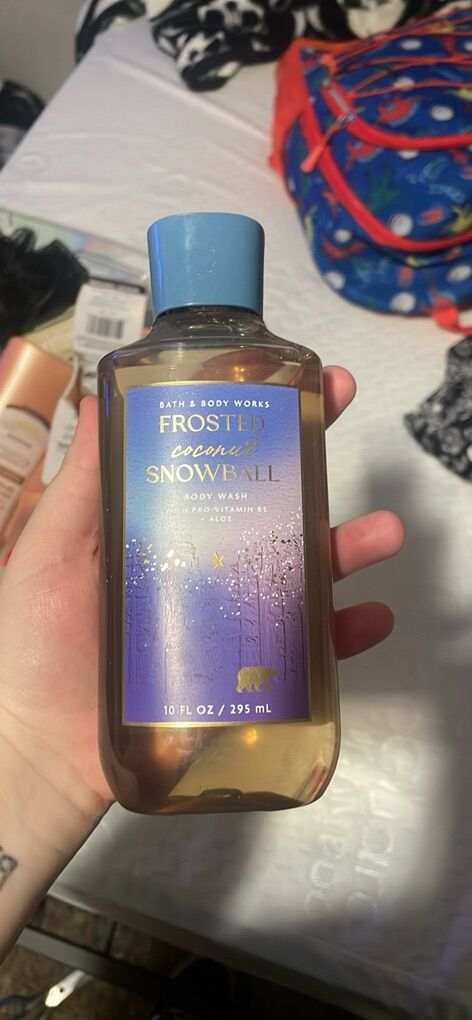 BATH & BODY WORKS
FROSTED
coconut
SNOWBALL
BODY WASH
WITH PRO-VITAMIN B5
+ ALOE
10 FL OZ / 295 mL